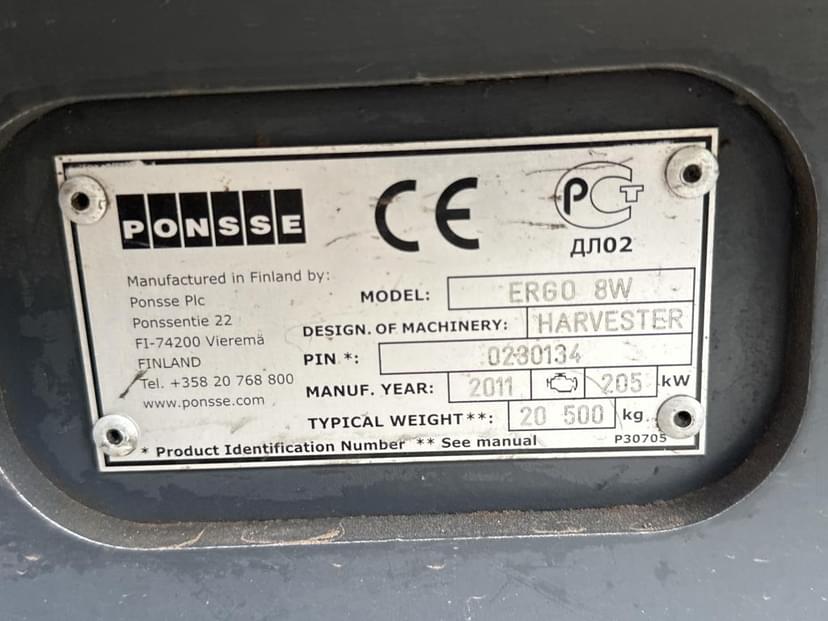 PONSSE
CE
PCT
ДЛ02
Manufactured in Finland by:
Ponsse Plc
Ponssentie 22
FI-74200 Vieremä
FINLAND
Tel. +358 20 768 800
www.ponsse.com
MODEL: ERGO 8W
DESIGN. OF MACHINERY: HARVESTER
PIN *: 0230134
MANUF. YEAR: 2011 205 kW
TYPICAL WEIGHT**: 20 500 kg
* Product Identification Number ** See manual P30705